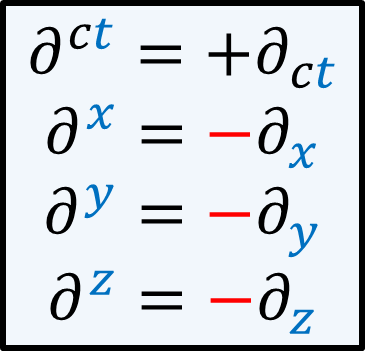 ∂^{ct} = +∂_{ct}
∂^{x} = −∂_{x}
∂^{y} = −∂_{y}
∂^{z} = −∂_{z}